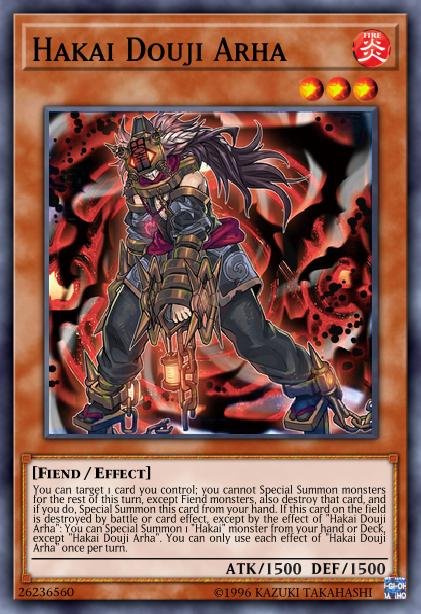 Hakai Douji Arha
FIRE
炎
[Fiend / Effect]
You can target 1 card you control; you cannot Special Summon monsters
for the rest of this turn, except Fiend monsters, also destroy that card, and
if you do, Special Summon this card from your hand. If this card on the
field is destroyed by battle or card effect, except by the effect of "Hakai Douji
Arha": You can Special Summon 1 "Hakai" monster from your hand or Deck,
except "Hakai Douji Arha". You can only use each effect of "Hakai Douji
Arha" once per turn.
ATK/1500 DEF/1500
26236560
©1996 KAZUKI TAKAHASHI